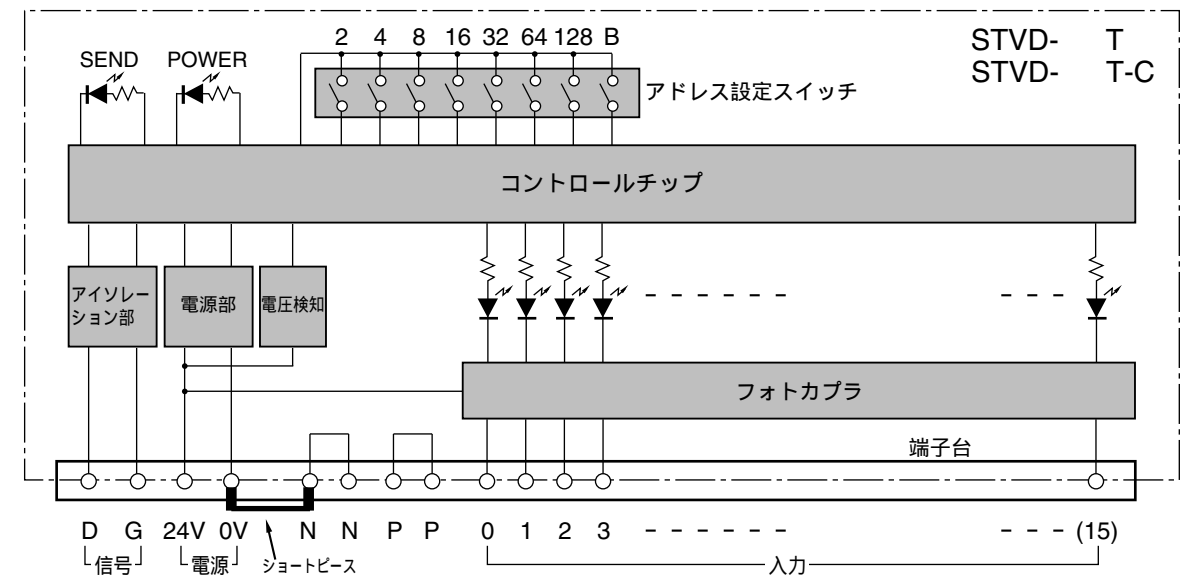 STVD- T
STVD- T-C
SEND POWER
2 4 8 16 32 64 128 B
アドレス設定スイッチ
コントロールチップ
アイソレー
ション部
電源部
電圧検知
フォトカプラ
端子台
D G 24V 0V N N P P 0 1 2 3 (15)
信号 電源 ショートピース 入力